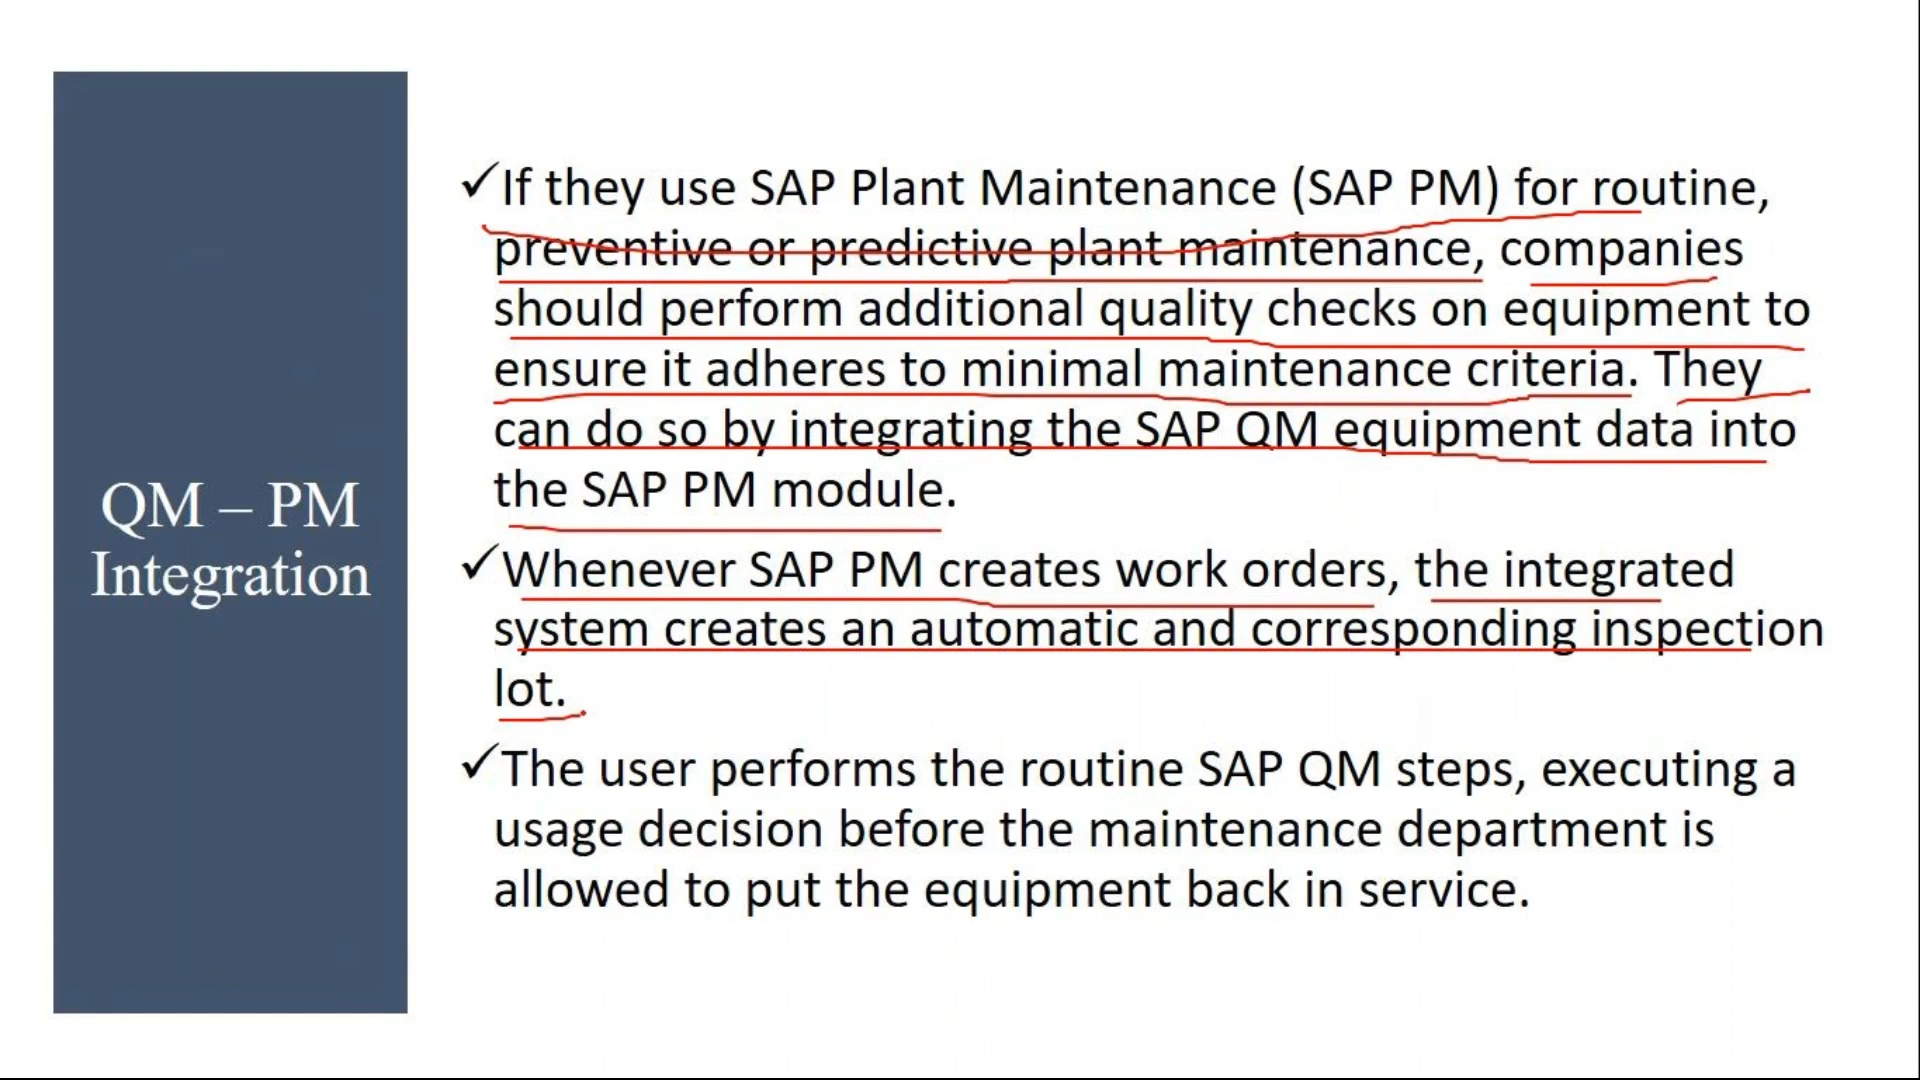 QM – PM
Integration
✓If they use SAP Plant Maintenance (SAP PM) for routine,
preventive or predictive plant maintenance, companies
should perform additional quality checks on equipment to
ensure it adheres to minimal maintenance criteria. They
can do so by integrating the SAP QM equipment data into
the SAP PM module.
✓Whenever SAP PM creates work orders, the integrated
system creates an automatic and corresponding inspection
lot.
✓The user performs the routine SAP QM steps, executing a
usage decision before the maintenance department is
allowed to put the equipment back in service.